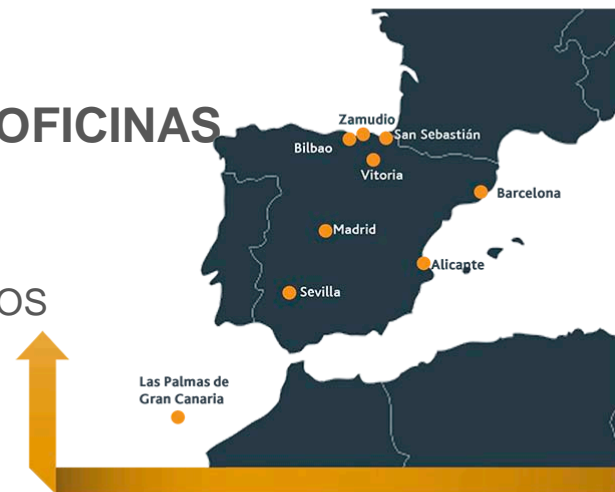 OFICINAS
Zamudio
San Sebastián
Bilbao
Vitoria
Barcelona
Madrid
Alicante
OS
Sevilla
Las Palmas de
Gran Canaria